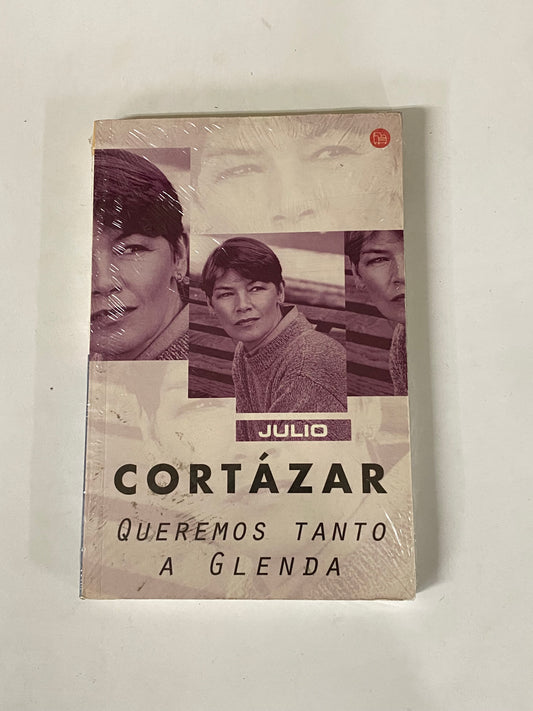 JULIO
CORTÁZAR
QUEREMOS TANTO
A GLENDA